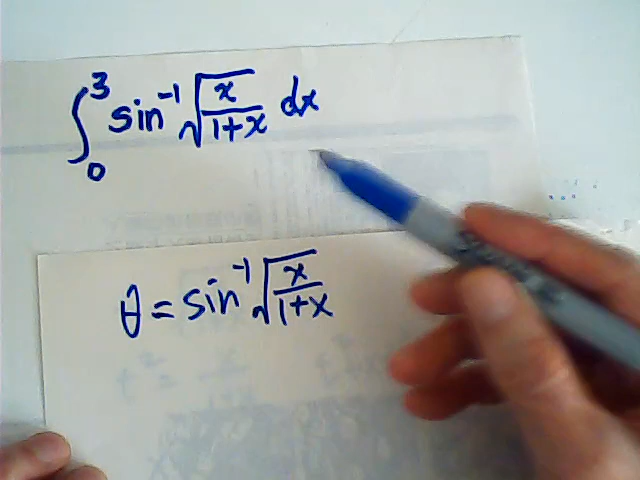 ∫₀³ sin⁻¹ √(x/(1+x)) dx
θ = sin⁻¹ √(x/(1+x))